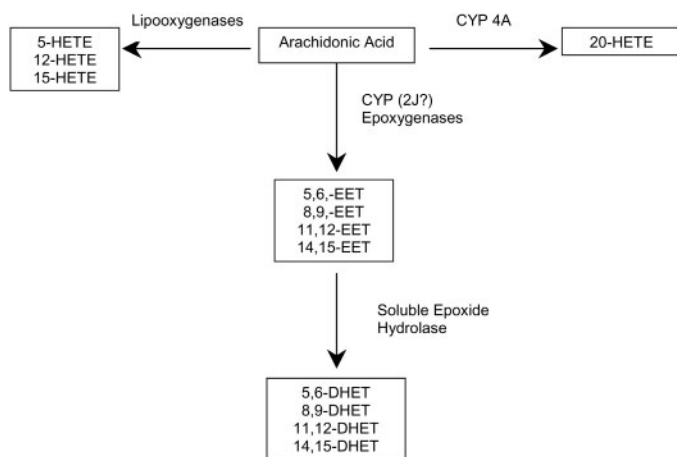 Lipooxygenases
CYP 4A
5-HETE
12-HETE
15-HETE
Arachidonic Acid
20-HETE
CYP (2J?)
Epoxygenases
5,6,-EET
8,9,-EET
11,12-EET
14,15-EET
Soluble Epoxide
Hydrolase
5,6-DHET
8,9-DHET
11,12-DHET
14,15-DHET